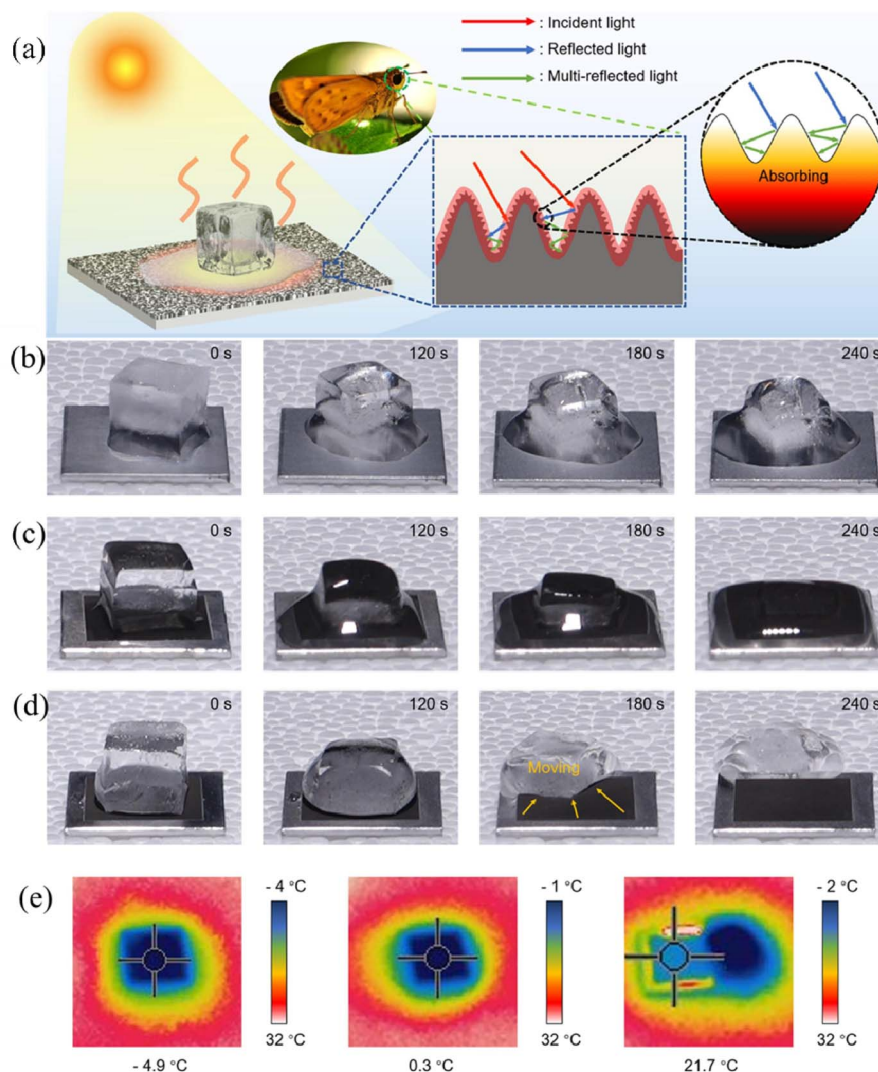 (a)
: Incident light
: Reflected light
: Multi-reflected light
Absorbing
(b)
0 s
120 s
180 s
240 s
(c)
0 s
120 s
180 s
240 s
(d)
0 s
120 s
180 s
240 s
Moving
(e)
- 4 °C
- 1 °C
- 2 °C
32 °C
32 °C
32 °C
- 4.9 °C
0.3 °C
21.7 °C